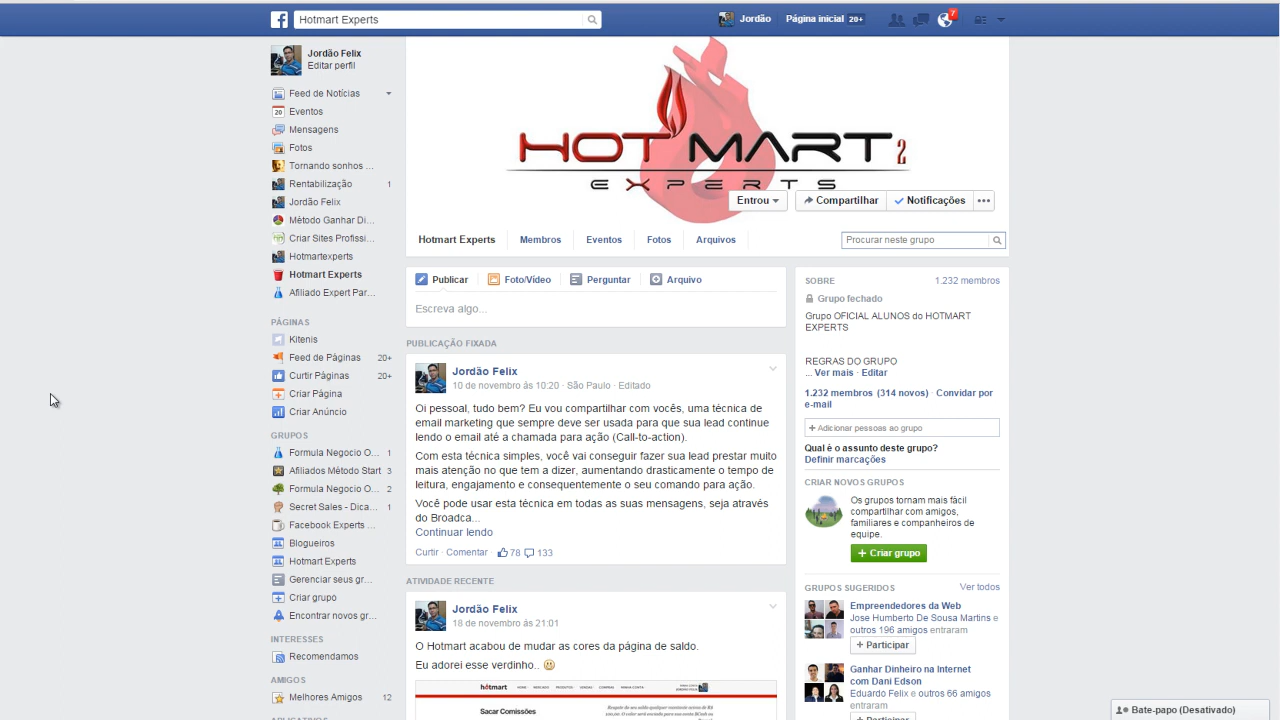 Hotmart Experts
Jordão
Página inicial 20+
7
Jordão Felix
Editar perfil
Feed de Notícias
20 Eventos
Mensagens
Fotos
Tornando sonhos ...
Rentabilização 1
Jordão Felix
Método Ganhar Di...
Criar Sites Profissi...
Hotmartexperts
Hotmart Experts
Afiliado Expert Par...
PÁGINAS
Kitenis
Feed de Páginas 20+
Curtir Páginas 20+
Criar Página
Criar Anúncio
GRUPOS
Formula Negocio O... 1
Afiliados Método Start 3
Formula Negocio O... 2
Secret Sales - Dica... 1
Facebook Experts ...
Blogueiros
Hotmart Experts
Gerenciar seus gr...
Criar grupo
Encontrar novos gr...
INTERESSES
Recomendamos
AMIGOS
Melhores Amigos 12
APLICATIVOS
HOTMART 2
EXPERTS
Entrou
Compartilhar
Notificações
Hotmart Experts
Membros
Eventos
Fotos
Arquivos
Procurar neste grupo
Publicar
Foto/Vídeo
Perguntar
Arquivo
Escreva algo...
PUBLICAÇÃO FIXADA
Jordão Felix
10 de novembro às 10:20 · São Paulo · Editado
Oi pessoal, tudo bem? Eu vou compartilhar com vocês, uma técnica de
email marketing que sempre deve ser usada para que sua lead continue
lendo o email até a chamada para ação (Call-to-action).
Com esta técnica simples, você vai conseguir fazer sua lead prestar muito
mais atenção no que tem a dizer, aumentando drasticamente o tempo de
leitura, engajamento e consequentemente o seu comando para ação.
Você pode usar esta técnica em todas as suas mensagens, seja através
do Broadca...
Continuar lendo
Curtir · Comentar · 78 133
ATIVIDADE RECENTE
Jordão Felix
18 de novembro às 21:01
O Hotmart acabou de mudar as cores da página de saldo.
Eu adorei esse verdinho..
hotmart
HOME
MERCADO
PRODUTOS
VENDAS
COMPRAS
MINHA CONTA
JORDÃO FELIX
Sacar Comissões
SOBRE
1.232 membros
Grupo fechado
Grupo OFICIAL ALUNOS do HOTMART
EXPERTS
REGRAS DO GRUPO
... Ver mais · Editar
1.232 membros (314 novos) · Convidar por
e-mail
+ Adicionar pessoas ao grupo
Qual é o assunto deste grupo?
Definir marcações
CRIAR NOVOS GRUPOS
Os grupos tornam mais fácil
compartilhar com amigos,
familiares e companheiros de
equipe.
+ Criar grupo
GRUPOS SUGERIDOS
Ver todos
Empreendedores da Web
Jose Humberto De Sousa Martins e
outros 196 amigos entraram
+ Participar
Ganhar Dinheiro na Internet
com Dani Edson
Eduardo Felix e outros 66 amigos
entraram
+ Participar
Bate-papo (Desativado)